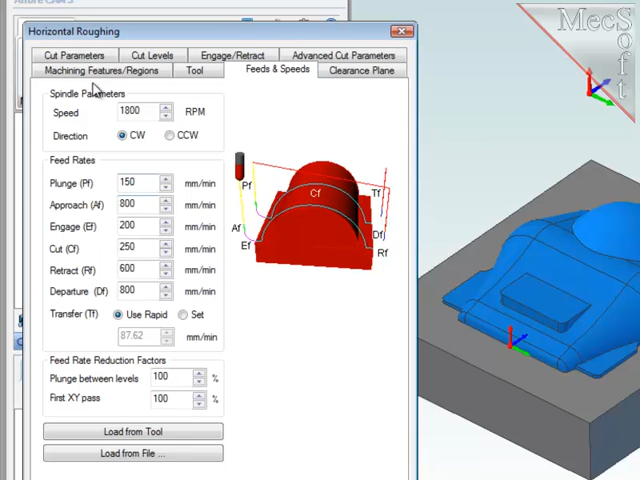 Horizontal Roughing
Cut Parameters
Cut Levels
Engage/Retract
Advanced Cut Parameters
Machining Features/Regions
Tool
Feeds & Speeds
Clearance Plane
Spindle Parameters
Speed 1800 RPM
Direction CW CCW
Feed Rates
Plunge (Pf) 150 mm/min
Approach (Af) 800 mm/min
Engage (Ef) 200 mm/min
Cut (Cf) 250 mm/min
Retract (Rf) 600 mm/min
Departure (Df) 800 mm/min
Transfer (Tf) Use Rapid Set
87.62 mm/min
Feed Rate Reduction Factors
Plunge between levels 100 %
First XY pass 100 %
Load from Tool
Load from File ...
Pf
Cf
Tf
Af
Df
Ef
Rf
MecSoft